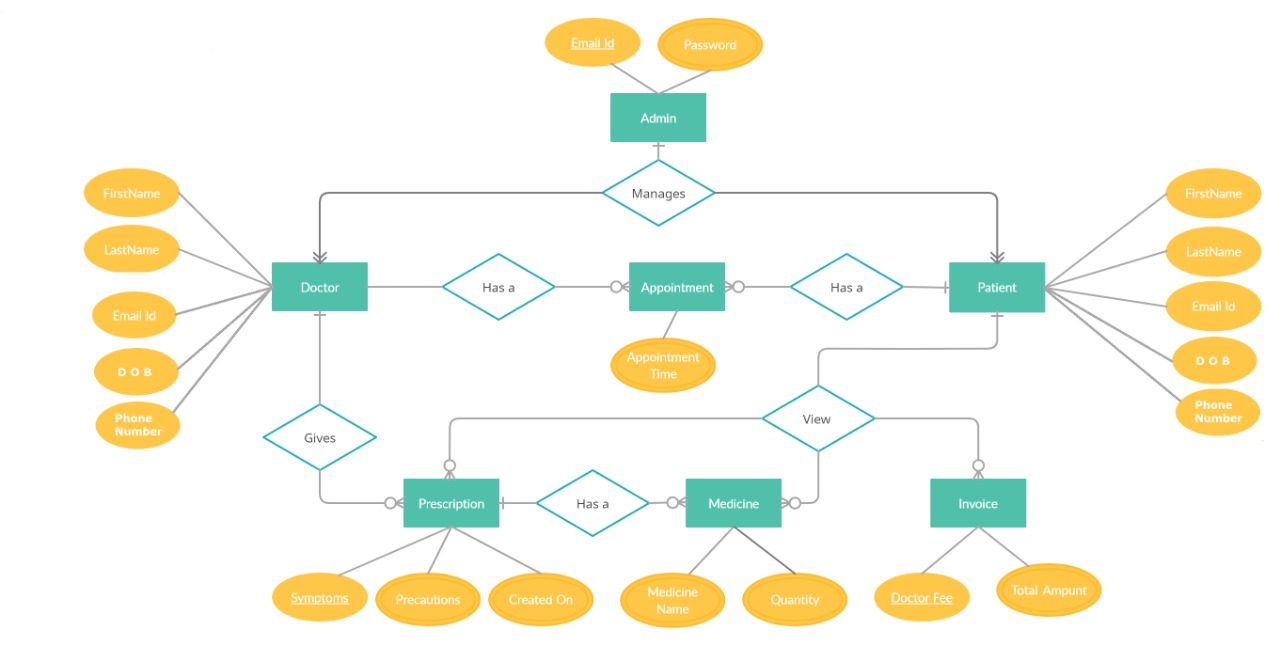 Email Id
Password
Admin
Manages
FirstName
FirstName
LastName
LastName
Doctor
Has a
Appointment
Has a
Patient
Email Id
Email Id
Appointment
Time
D O B
D O B
Phone
Number
Phone
Number
View
Gives
Prescription
Has a
Medicine
Invoice
Symptoms
Precautions
Created On
Medicine
Name
Quantity
Doctor Fee
Total Ampunt